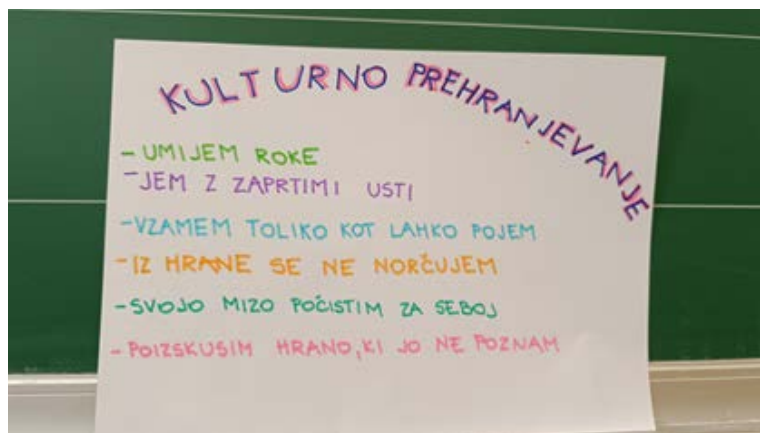 KULTURNO PREHRANJEVANJE
- UMIJEM ROKE
- JEM Z ZAPRTIMI USTI
- VZAMEM TOLIKO KOT LAHKO POJEM
- IZ HRANE SE NE NORČUJEM
- SVOJO MIZO POČISTIM ZA SEBOJ
- POIZSKUSIM HRANO, KI JO NE POZNAM